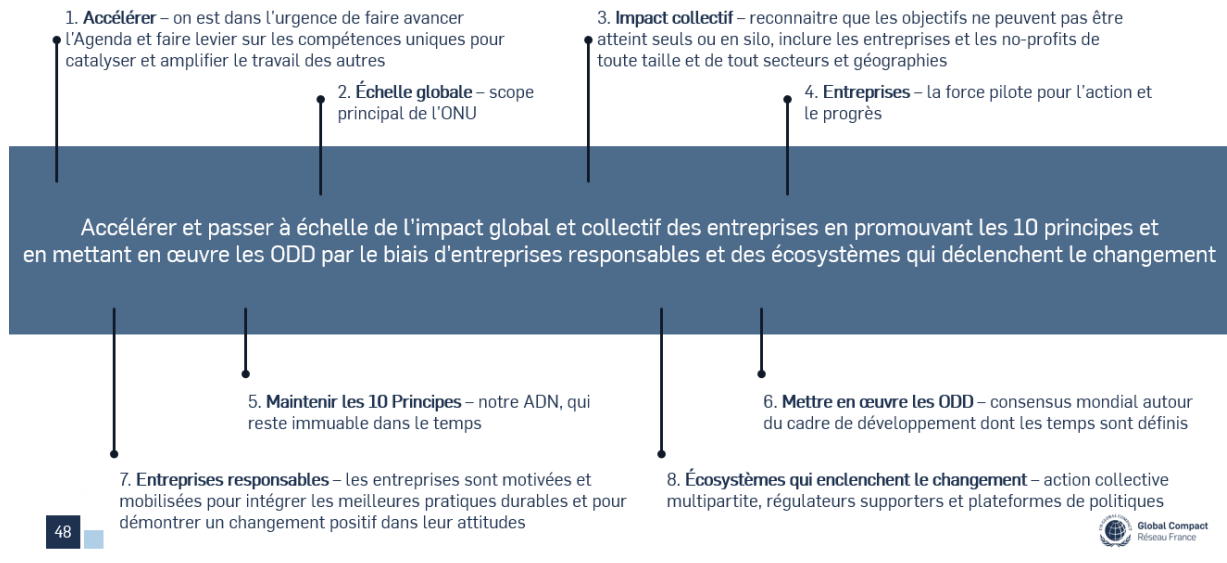 1. Accélérer – on est dans l'urgence de faire avancer
l'Agenda et faire levier sur les compétences uniques pour
catalyser et amplifier le travail des autres
2. Échelle globale – scope
principal de l'ONU
3. Impact collectif – reconnaitre que les objectifs ne peuvent pas être
atteint seuls ou en silo, inclure les entreprises et les no-profits de
toute taille et de tout secteurs et géographies
4. Entreprises – la force pilote pour l'action et
le progrès
Accélérer et passer à échelle de l'impact global et collectif des entreprises en promouvant les 10 principes et
en mettant en œuvre les ODD par le biais d'entreprises responsables et des écosystèmes qui déclenchent le changement
5. Maintenir les 10 Principes – notre ADN, qui
reste immuable dans le temps
6. Mettre en œuvre les ODD – consensus mondial autour
du cadre de développement dont les temps sont définis
7. Entreprises responsables – les entreprises sont motivées et
mobilisées pour intégrer les meilleures pratiques durables et pour
démontrer un changement positif dans leur attitudes
8. Écosystèmes qui enclenchent le changement – action collective
multipartite, régulateurs supporters et plateformes de politiques
48
Global Compact
Réseau France